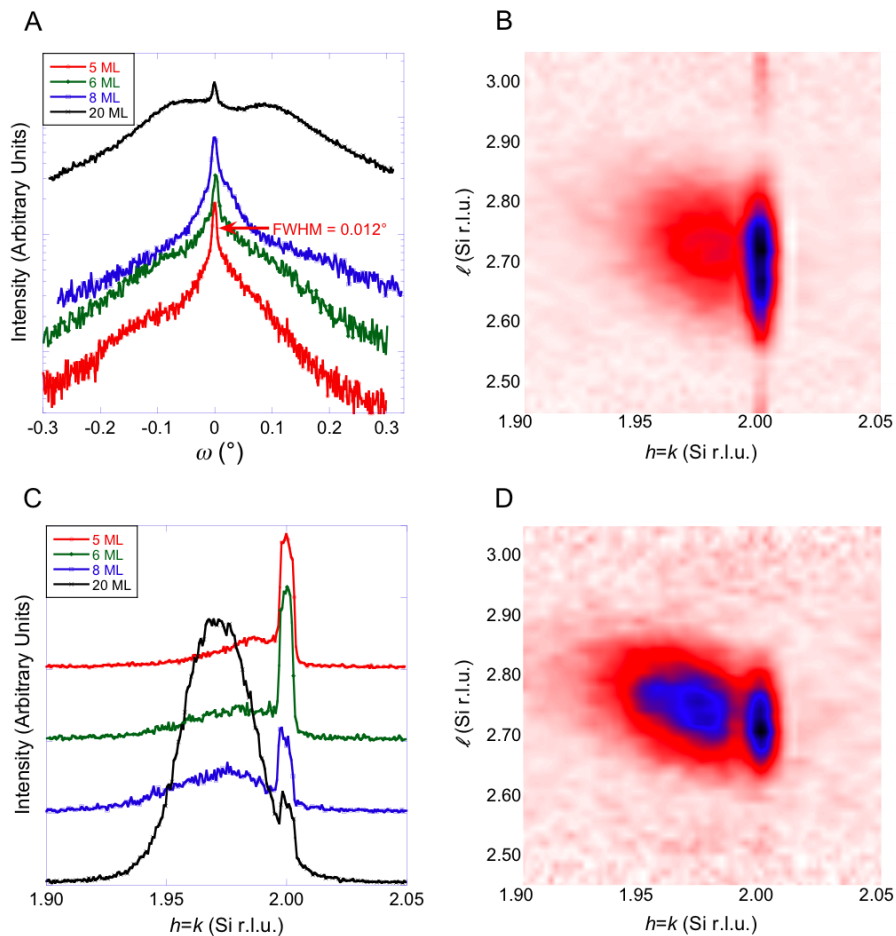 A
5 ML
6 ML
8 ML
20 ML
FWHM = 0.012°
Intensity (Arbitrary Units)
-0.3 -0.2 -0.1 0 0.1 0.2 0.3
ω (°)
B
3.00
2.90
2.80
2.70
2.60
2.50
ℓ (Si r.l.u.)
1.90 1.95 2.00 2.05
h=k (Si r.l.u.)
C
5 ML
6 ML
8 ML
20 ML
Intensity (Arbitrary Units)
1.90 1.95 2.00 2.05
h=k (Si r.l.u.)
D
3.00
2.90
2.80
2.70
2.60
2.50
ℓ (Si r.l.u.)
1.90 1.95 2.00 2.05
h=k (Si r.l.u.)